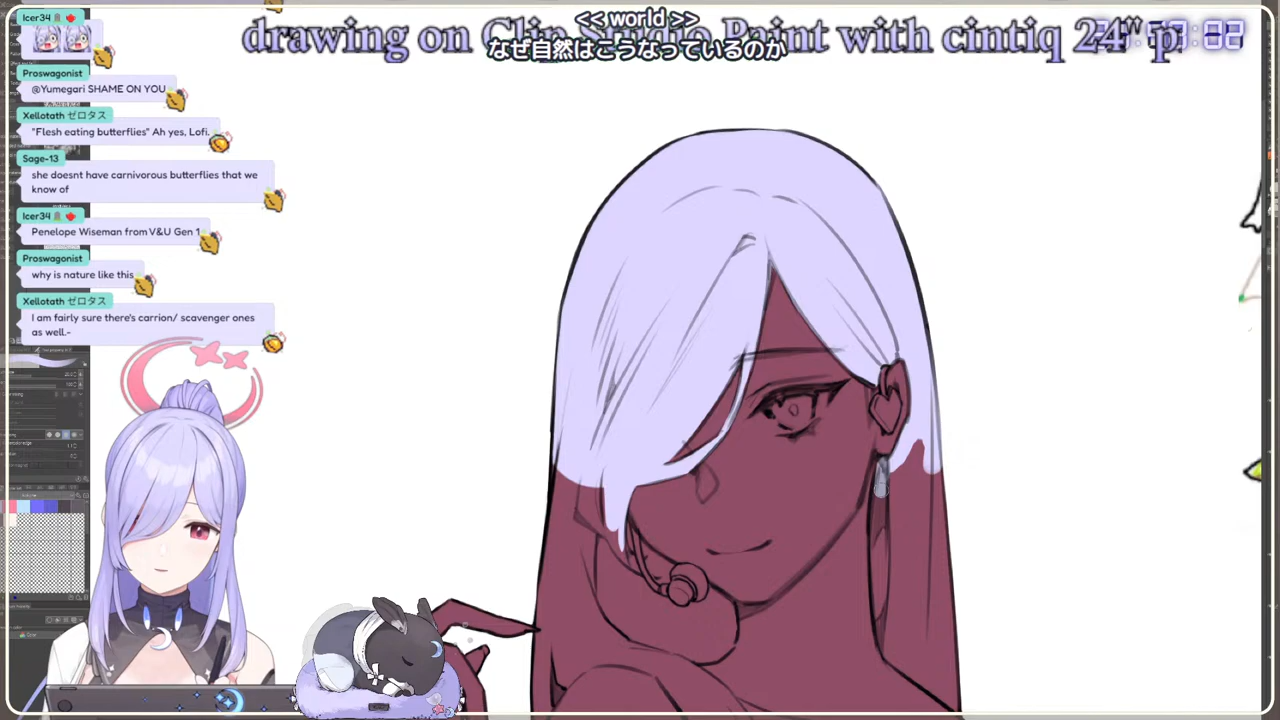 << world >>
drawing on Clip Studio Paint with cintiq 24" p
なぜ自然はこうなっているのか
Icer34
Proswagonist
@Yumegari SHAME ON YOU
Xellotath ゼロタス
"Flesh eating butterflies" Ah yes, Lofi.
Sage-13
she doesnt have carnivorous butterflies that we
know of
Icer34
Penelope Wiseman from V&U Gen 1
Proswagonist
why is nature like this
Xellotath ゼロタス
I am fairly sure there's carrion/ scavenger ones
as well.-